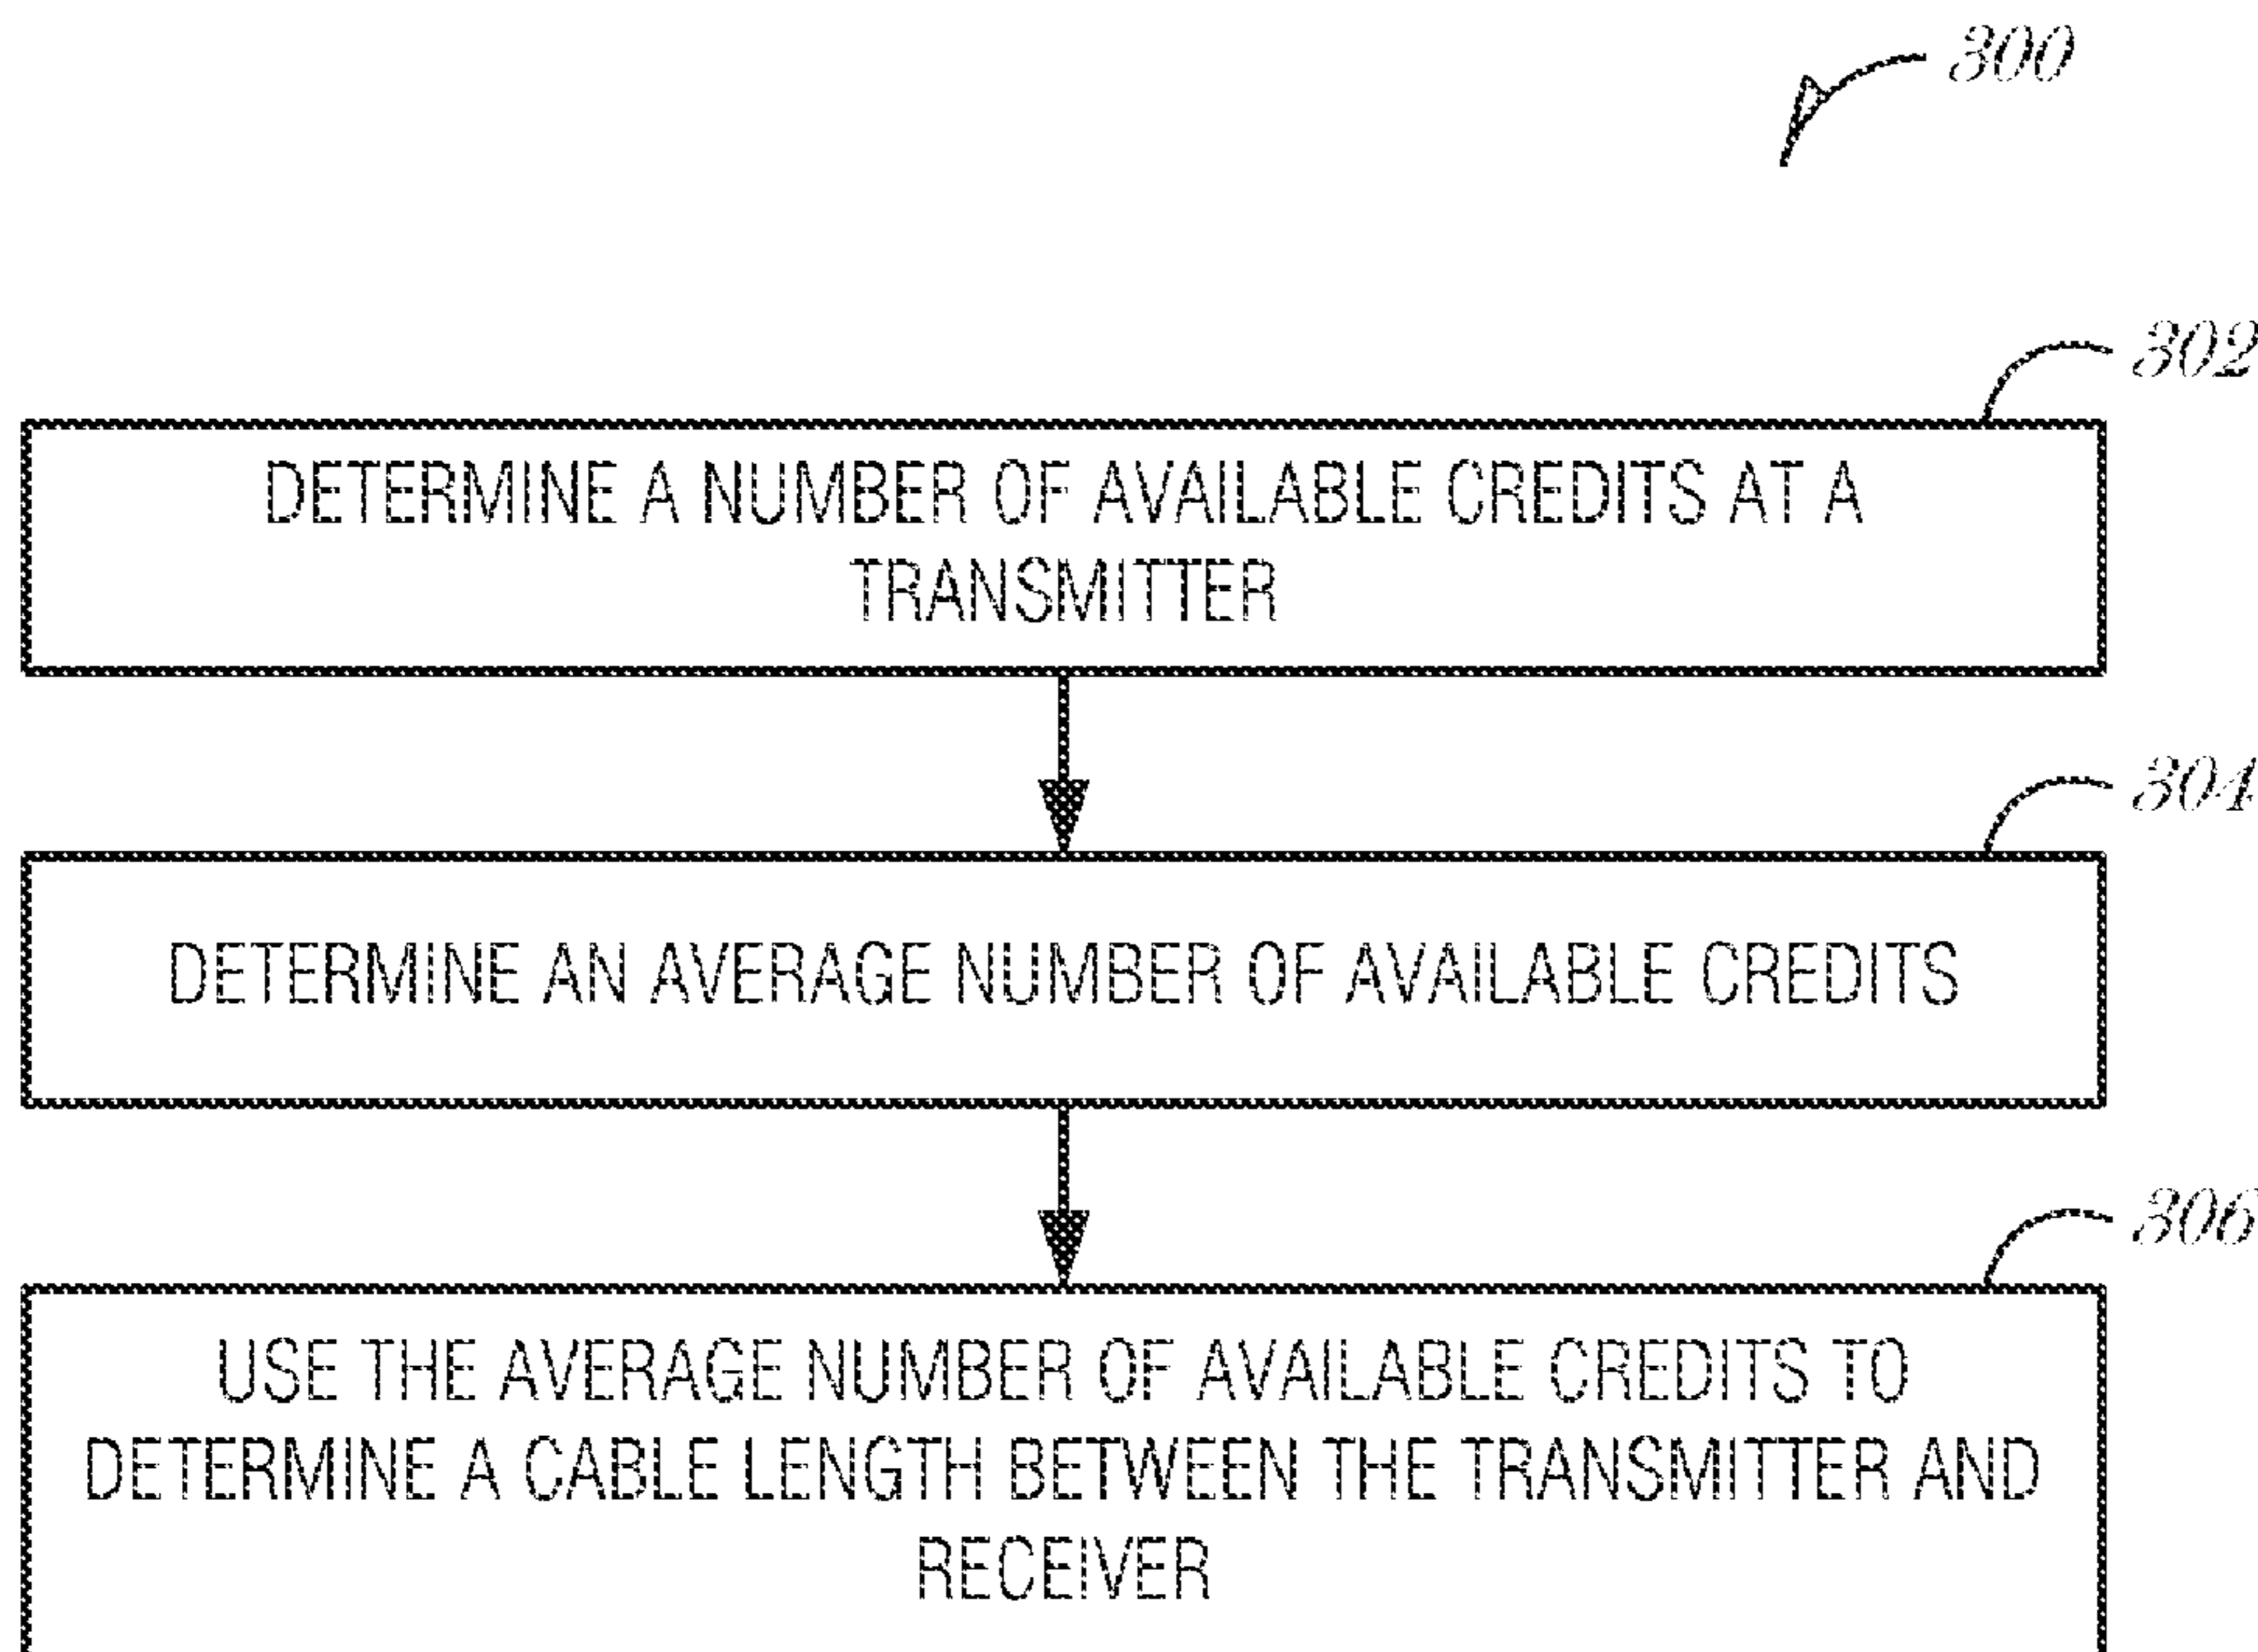 300
302
DETERMINE A NUMBER OF AVAILABLE CREDITS AT A
TRANSMITTER
304
DETERMINE AN AVERAGE NUMBER OF AVAILABLE CREDITS
306
USE THE AVERAGE NUMBER OF AVAILABLE CREDITS TO
DETERMINE A CABLE LENGTH BETWEEN THE TRANSMITTER AND
RECEIVER